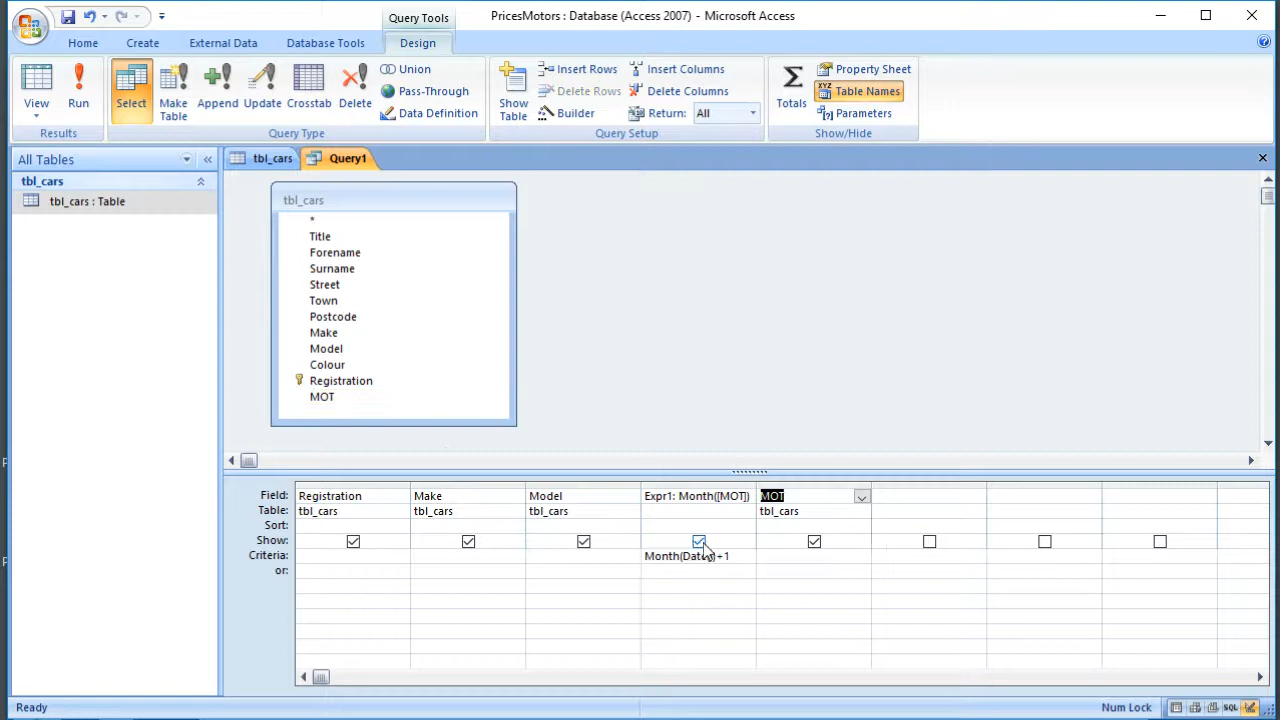 Query Tools
PricesMotors : Database (Access 2007) - Microsoft Access
Home
Create
External Data
Database Tools
Design
View
Run
Results
Select
Make Table
Append
Update
Crosstab
Delete
Union
Pass-Through
Data Definition
Query Type
Show Table
Insert Rows
Delete Rows
Builder
Insert Columns
Delete Columns
Return: All
Query Setup
Totals
Property Sheet
XYZ Table Names
Parameters
Show/Hide
All Tables
tbl_cars
tbl_cars : Table
tbl_cars
Query1
tbl_cars
*
Title
Forename
Surname
Street
Town
Postcode
Make
Model
Colour
Registration
MOT
Field: Registration Make Model Expr1: Month([MOT]) MOT
Table: tbl_cars tbl_cars tbl_cars tbl_cars
Sort:
Show:
Criteria: +1
or:
Ready
Num Lock
SQL